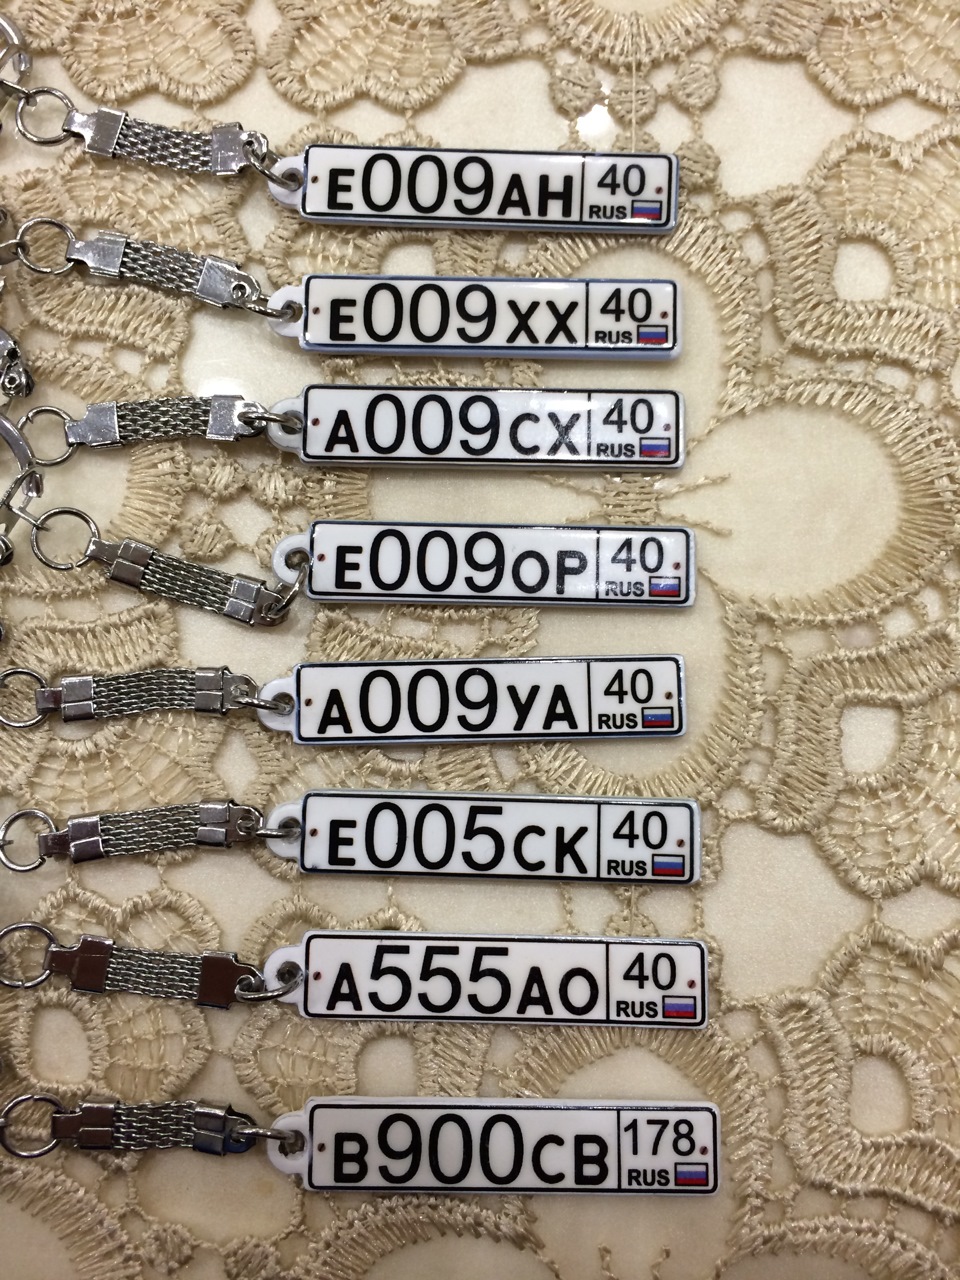 Е009АН 40 RUS
Е009ХХ 40 RUS
А009СХ 40 RUS
Е009ОР 40 RUS
А009УА 40 RUS
Е005СК 40 RUS
А555АО 40 RUS
В900СВ 178 RUS